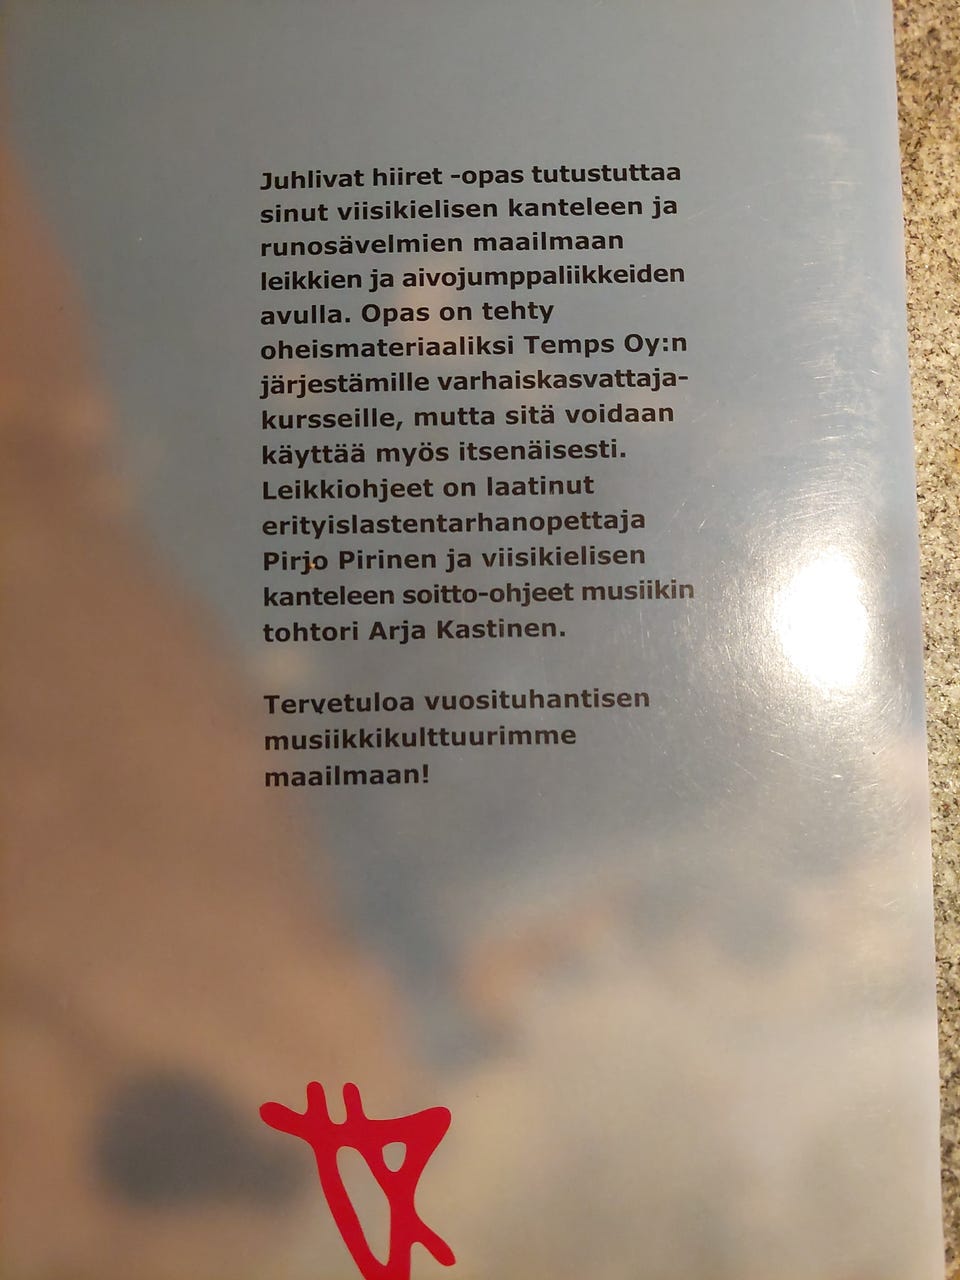 Juhlivat hiiret -opas tutustuttaa
sinut viisikielisen kanteleen ja
runosävelmien maailmaan
leikkien ja aivojumppaliikkeiden
avulla. Opas on tehty
oheismateriaaliksi Temps Oy:n
järjestämille varhaiskasvattaja-
kursseille, mutta sitä voidaan
käyttää myös itsenäisesti.
Leikkiohjeet on laatinut
erityislastentarhanopettaja
Pirjo Pirinen ja viisikielisen
kanteleen soitto-ohjeet musiikin
tohtori Arja Kastinen.
Tervetuloa vuosituhantisen
musiikkikulttuurimme
maailmaan!